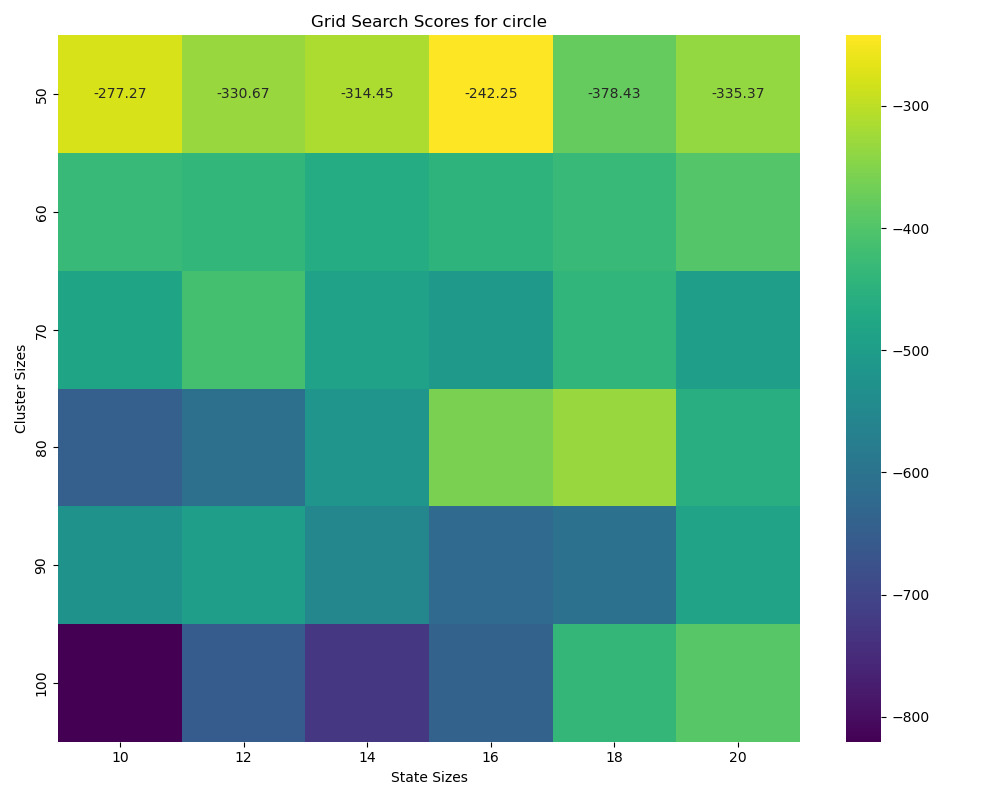 Grid Search Scores for circle
50
-277.27 -330.67 -314.45 -242.25 -378.43 -335.37
60
70
80
90
100
Cluster Sizes
10 12 14 16 18 20
State Sizes
−300
−400
−500
−600
−700
−800